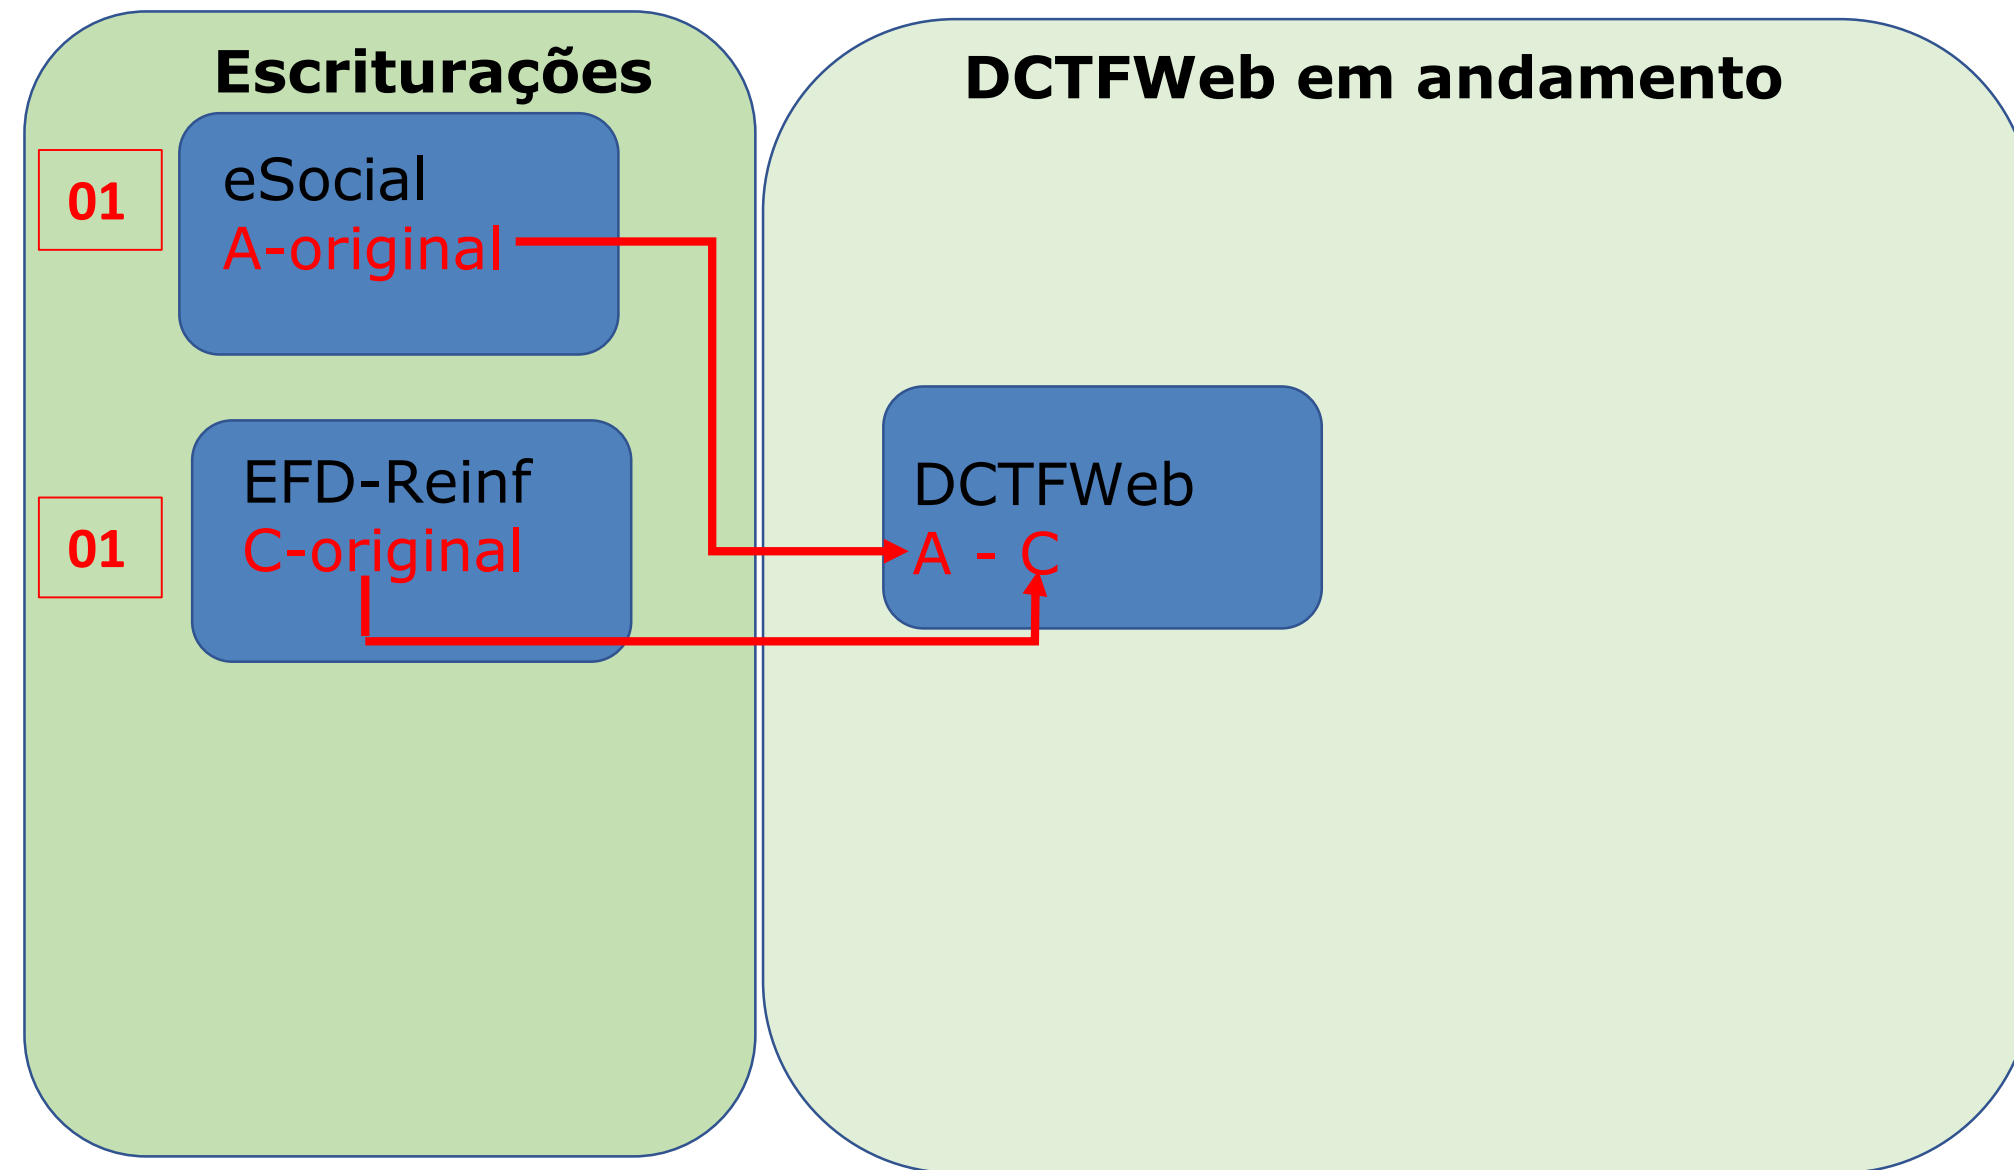 Escriturações
01
eSocial
A-original
01
EFD-Reinf
C-original
DCTFWeb em andamento
DCTFWeb
A - C